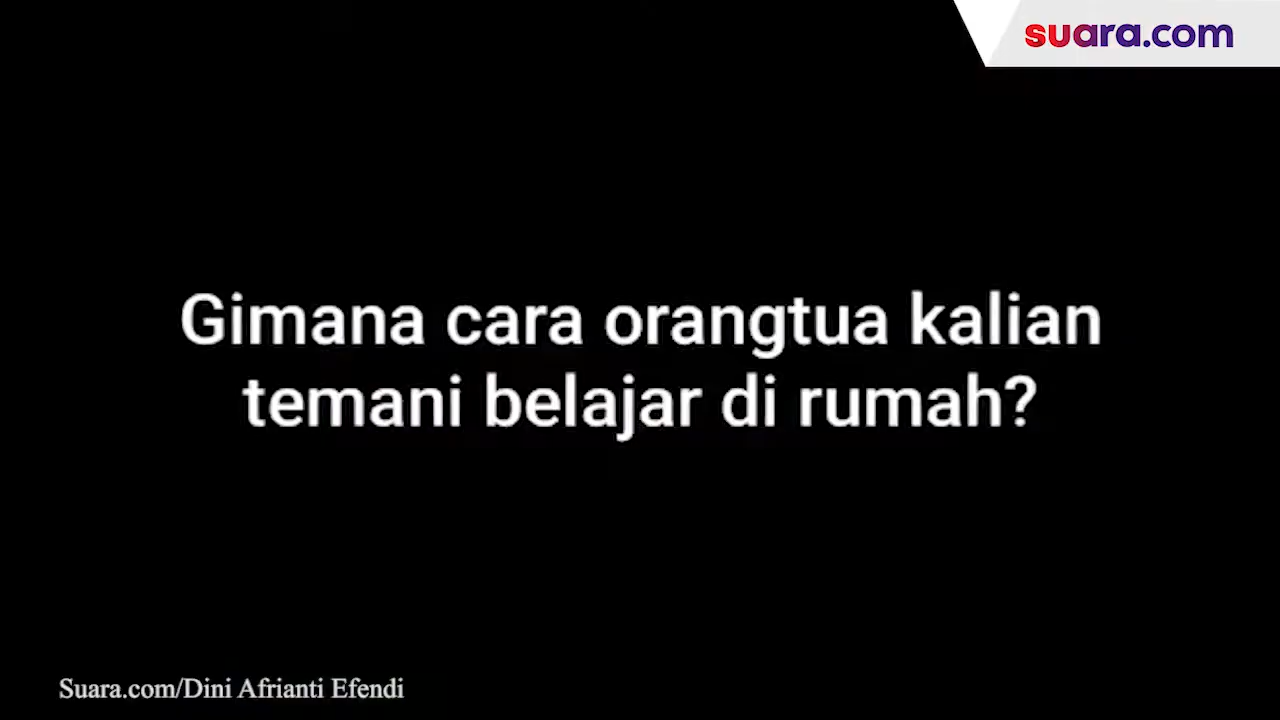 suara.com
Gimana cara orangtua kalian
temani belajar di rumah?
Suara.com/Dini Afrianti Efendi